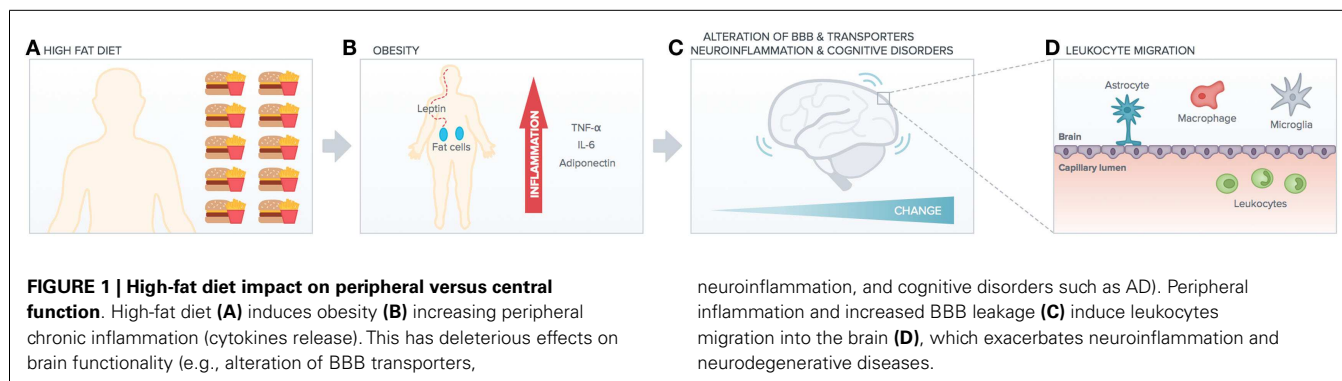 A HIGH FAT DIET
B OBESITY
Leptin
Fat cells
INFLAMMATION
TNF-α
IL-6
Adiponectin
C ALTERATION OF BBB & TRANSPORTERS
NEUROINFLAMMATION & COGNITIVE DISORDERS
CHANGE
D LEUKOCYTE MIGRATION
Astrocyte
Macrophage
Microglia
Brain
Capillary lumen
Leukocytes
FIGURE 1 | High-fat diet impact on peripheral versus central
function. High-fat diet (A) induces obesity (B) increasing peripheral
chronic inflammation (cytokines release). This has deleterious effects on
brain functionality (e.g., alteration of BBB transporters,
neuroinflammation, and cognitive disorders such as AD). Peripheral
inflammation and increased BBB leakage (C) induce leukocytes
migration into the brain (D), which exacerbates neuroinflammation and
neurodegenerative diseases.